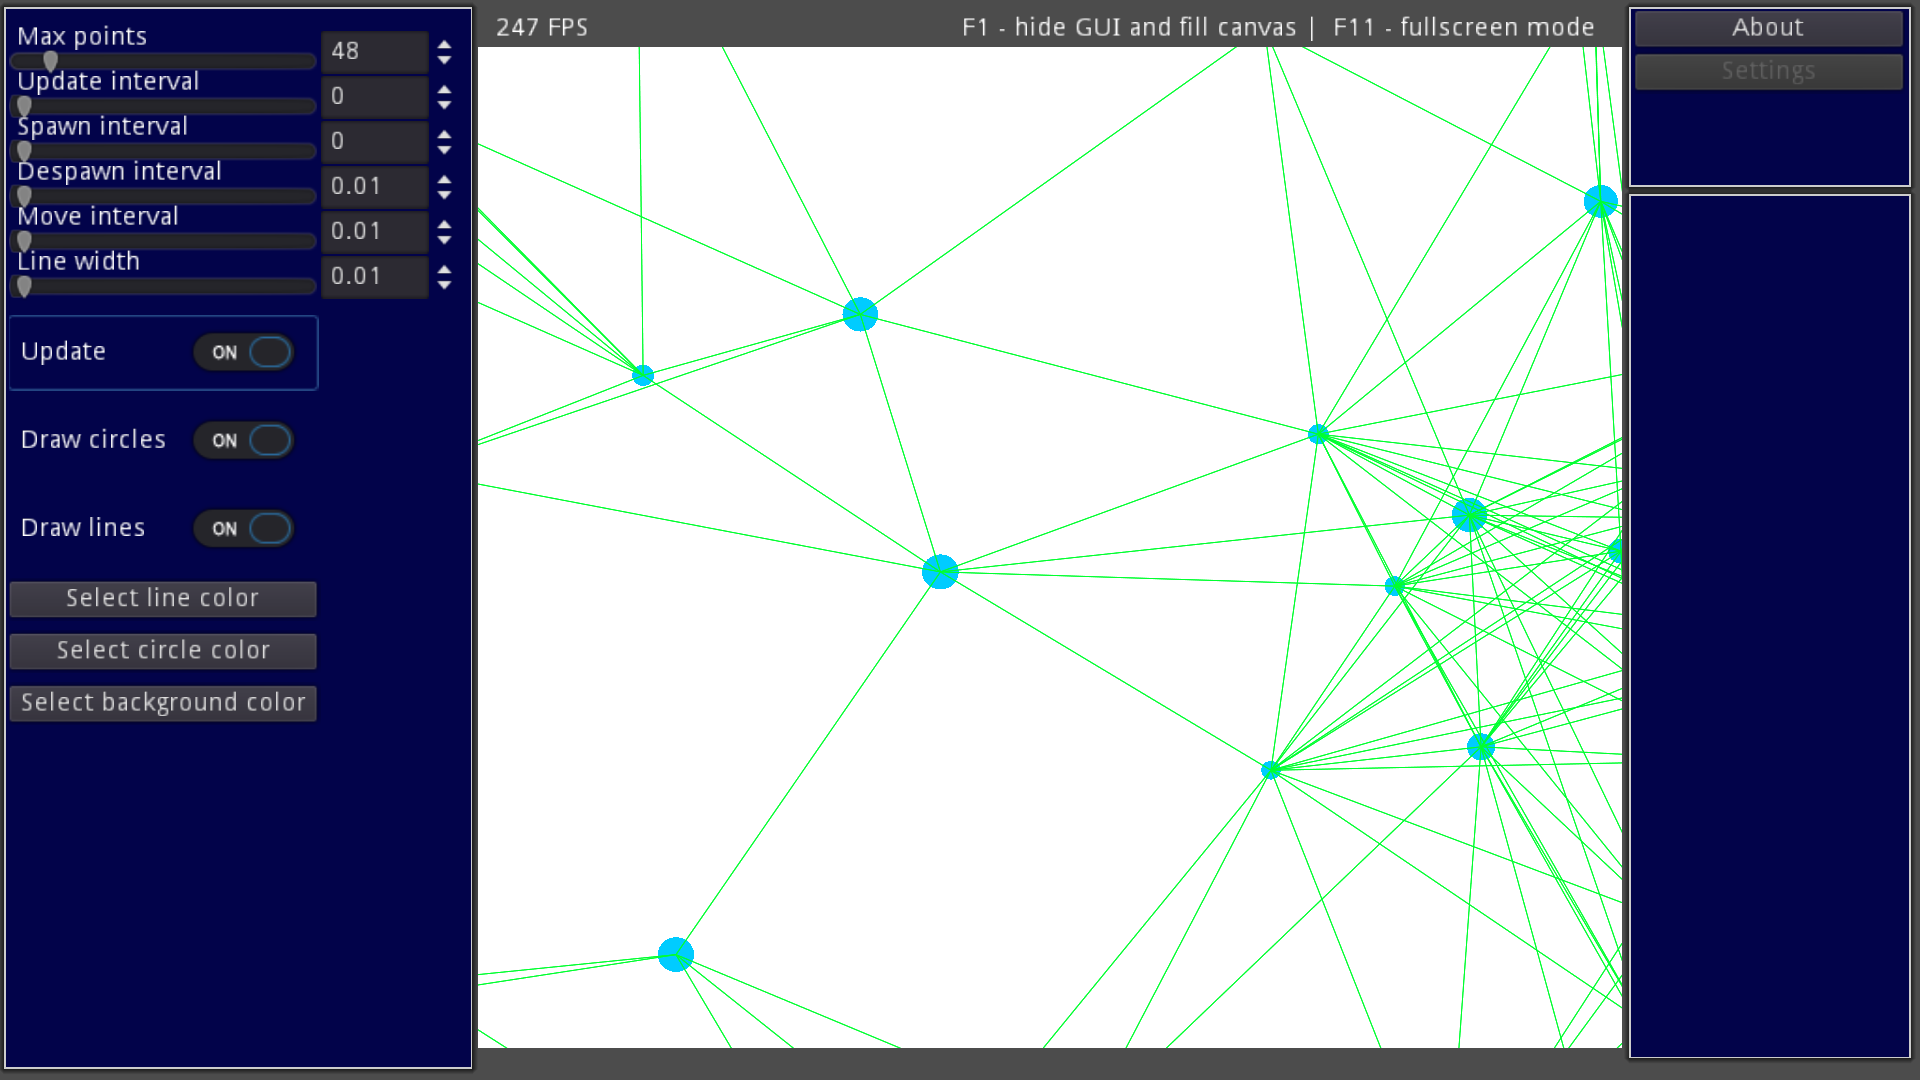 Max points
48
Update interval
0
Spawn interval
0
Despawn interval
0.01
Move interval
0.01
Line width
0.01
Update ON
Draw circles ON
Draw lines ON
Select line color
Select circle color
Select background color
247 FPS
F1 - hide GUI and fill canvas | F11 - fullscreen mode
About
Settings